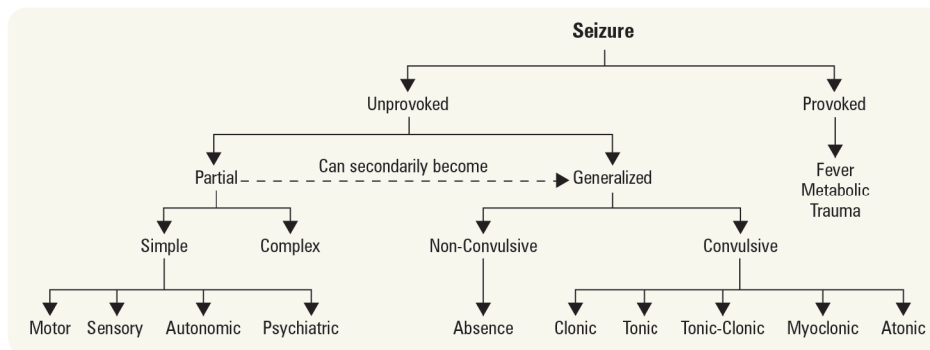 Seizure
Unprovoked
Provoked
Partial
Can secondarily become
Generalized
Fever
Metabolic
Trauma
Simple
Complex
Non-Convulsive
Convulsive
Motor
Sensory
Autonomic
Psychiatric
Absence
Clonic
Tonic
Tonic-Clonic
Myoclonic
Atonic